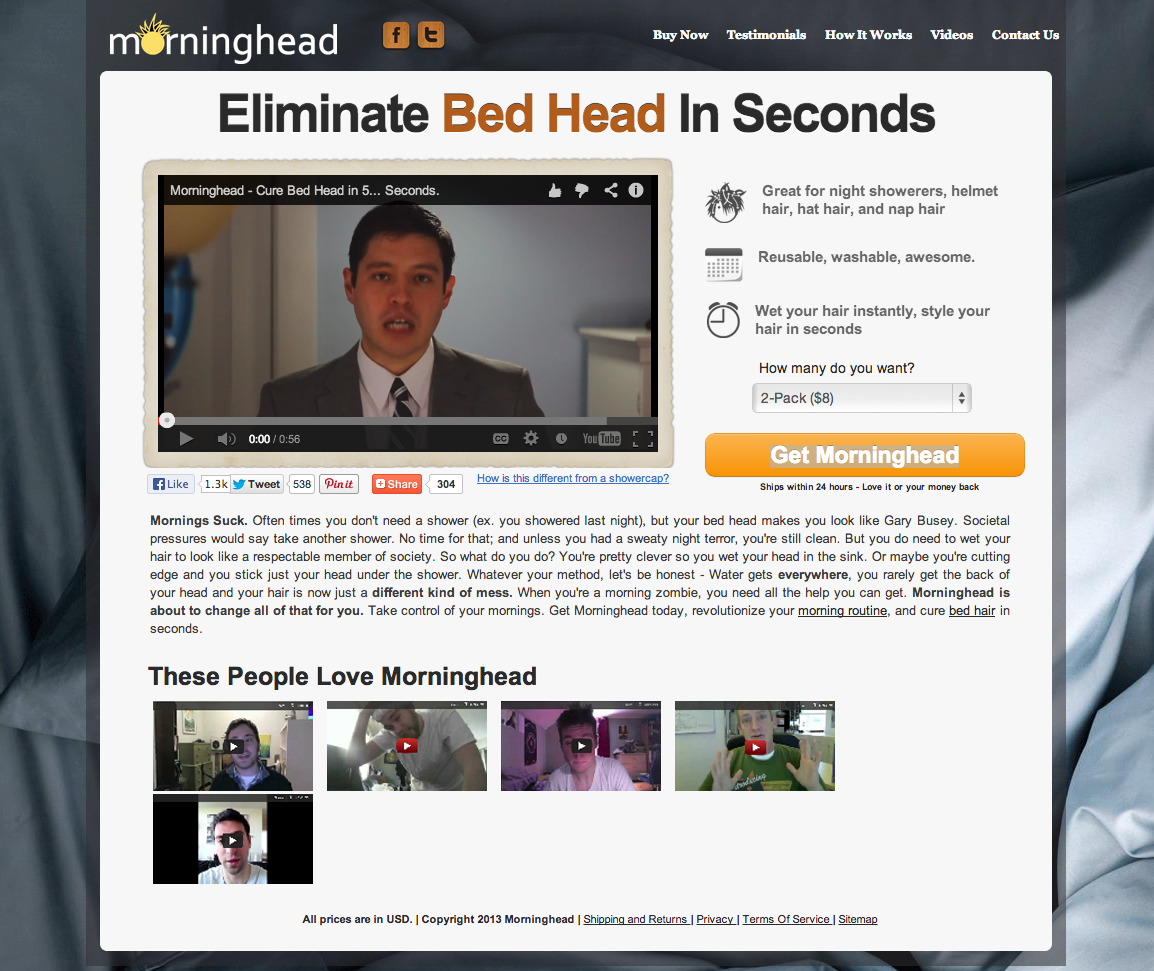 morninghead
f t
Buy Now Testimonials How It Works Videos Contact Us
Eliminate Bed Head In Seconds
Morninghead - Cure Bed Head in 5... Seconds.
0:00 / 0:56
CC
YouTube
Great for night showerers, helmet
hair, hat hair, and nap hair
Reusable, washable, awesome.
Wet your hair instantly, style your
hair in seconds
How many do you want?
2-Pack ($8)
Get Morninghead
Ships within 24 hours - Love it or your money back
Like 1.3k Tweet 538 Pin it Share 304
How is this different from a showercap?
Mornings Suck. Often times you don't need a shower (ex. you showered last night), but your bed head makes you look like Gary Busey. Societal
pressures would say take another shower. No time for that; and unless you had a sweaty night terror, you're still clean. But you do need to wet your
hair to look like a respectable member of society. So what do you do? You're pretty clever so you wet your head in the sink. Or maybe you're cutting
edge and you stick just your head under the shower. Whatever your method, let's be honest - Water gets everywhere, you rarely get the back of
your head and your hair is now just a different kind of mess. When you're a morning zombie, you need all the help you can get. Morninghead is
about to change all of that for you. Take control of your mornings. Get Morninghead today, revolutionize your morning routine, and cure bed hair in
seconds.
These People Love Morninghead
All prices are in USD. | Copyright 2013 Morninghead | Shipping and Returns | Privacy | Terms Of Service | Sitemap